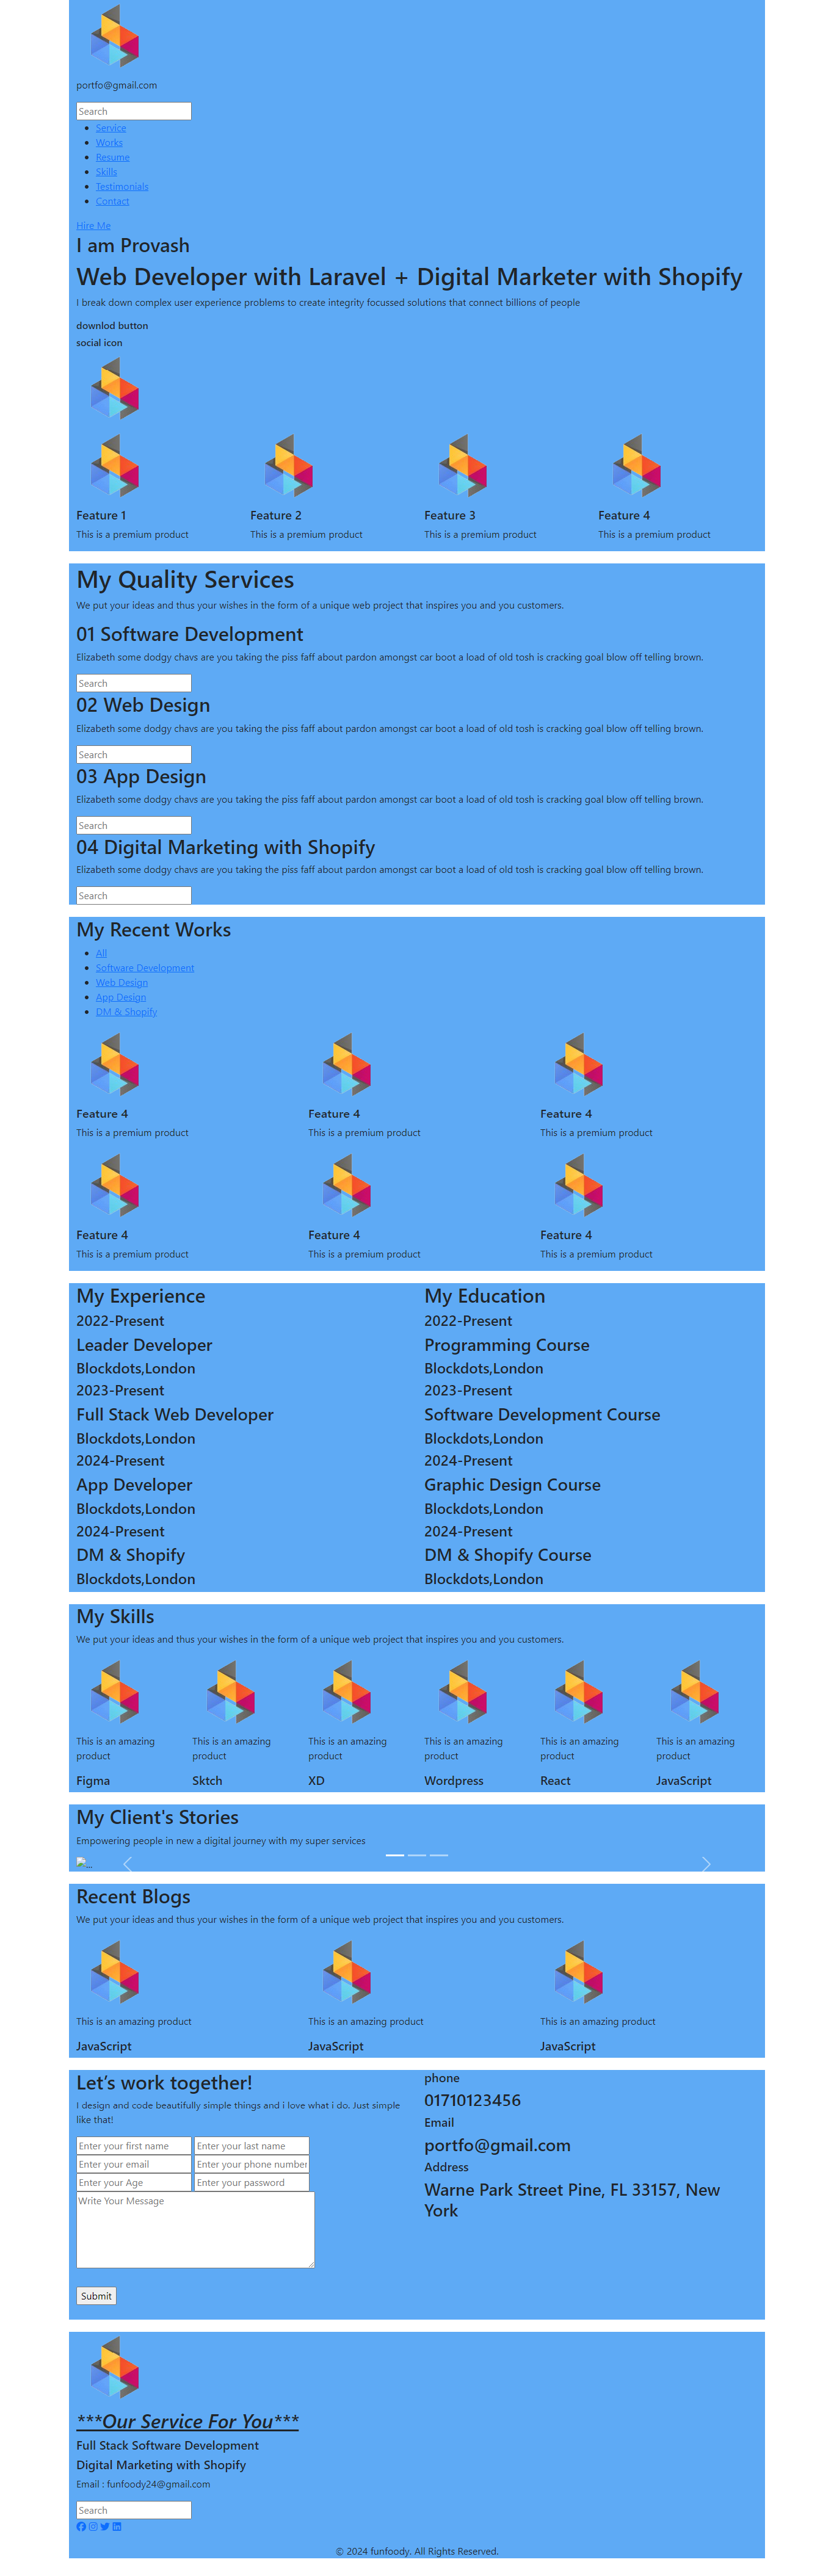 portfo@gmail.com
Search
Service
Works
Resume
Skills
Testimonials
Contact
Hire Me
I am Provash
Web Developer with Laravel + Digital Marketer with Shopify
I break down complex user experience problems to create integrity focussed solutions that connect billions of people
downlod button
social icon
Feature 1
This is a premium product
Feature 2
This is a premium product
Feature 3
This is a premium product
Feature 4
This is a premium product
My Quality Services
We put your ideas and thus your wishes in the form of a unique web project that inspires you and you customers.
01 Software Development
Elizabeth some dodgy chavs are you taking the piss faff about pardon amongst car boot a load of old tosh is cracking goal blow off telling brown.
Search
02 Web Design
Elizabeth some dodgy chavs are you taking the piss faff about pardon amongst car boot a load of old tosh is cracking goal blow off telling brown.
Search
03 App Design
Elizabeth some dodgy chavs are you taking the piss faff about pardon amongst car boot a load of old tosh is cracking goal blow off telling brown.
Search
04 Digital Marketing with Shopify
Elizabeth some dodgy chavs are you taking the piss faff about pardon amongst car boot a load of old tosh is cracking goal blow off telling brown.
Search
My Recent Works
All
Software Development
Web Design
App Design
DM & Shopify
Feature 4
This is a premium product
Feature 4
This is a premium product
Feature 4
This is a premium product
Feature 4
This is a premium product
Feature 4
This is a premium product
Feature 4
This is a premium product
My Experience
2022-Present
Leader Developer
Blockdots,London
2023-Present
Full Stack Web Developer
Blockdots,London
2024-Present
App Developer
Blockdots,London
2024-Present
DM & Shopify
Blockdots,London
My Education
2022-Present
Programming Course
Blockdots,London
2023-Present
Software Development Course
Blockdots,London
2024-Present
Graphic Design Course
Blockdots,London
2024-Present
DM & Shopify Course
Blockdots,London
My Skills
We put your ideas and thus your wishes in the form of a unique web project that inspires you and you customers.
This is an amazing
product
Figma
This is an amazing
product
Sktch
This is an amazing
product
XD
This is an amazing
product
Wordpress
This is an amazing
product
React
This is an amazing
product
JavaScript
My Client's Stories
Empowering people in new a digital journey with my super services
...
Recent Blogs
We put your ideas and thus your wishes in the form of a unique web project that inspires you and you customers.
This is an amazing product
JavaScript
This is an amazing product
JavaScript
This is an amazing product
JavaScript
Let’s work together!
I design and code beautifully simple things and i love what i do. Just simple
like that!
Enter your first name
Enter your last name
Enter your email
Enter your phone number
Enter your Age
Enter your password
Write Your Message
Submit
phone
01710123456
Email
portfo@gmail.com
Address
Warne Park Street Pine, FL 33157, New
York
***Our Service For You***
Full Stack Software Development
Digital Marketing with Shopify
Email : funfoody24@gmail.com
Search
© 2024 funfoody. All Rights Reserved.